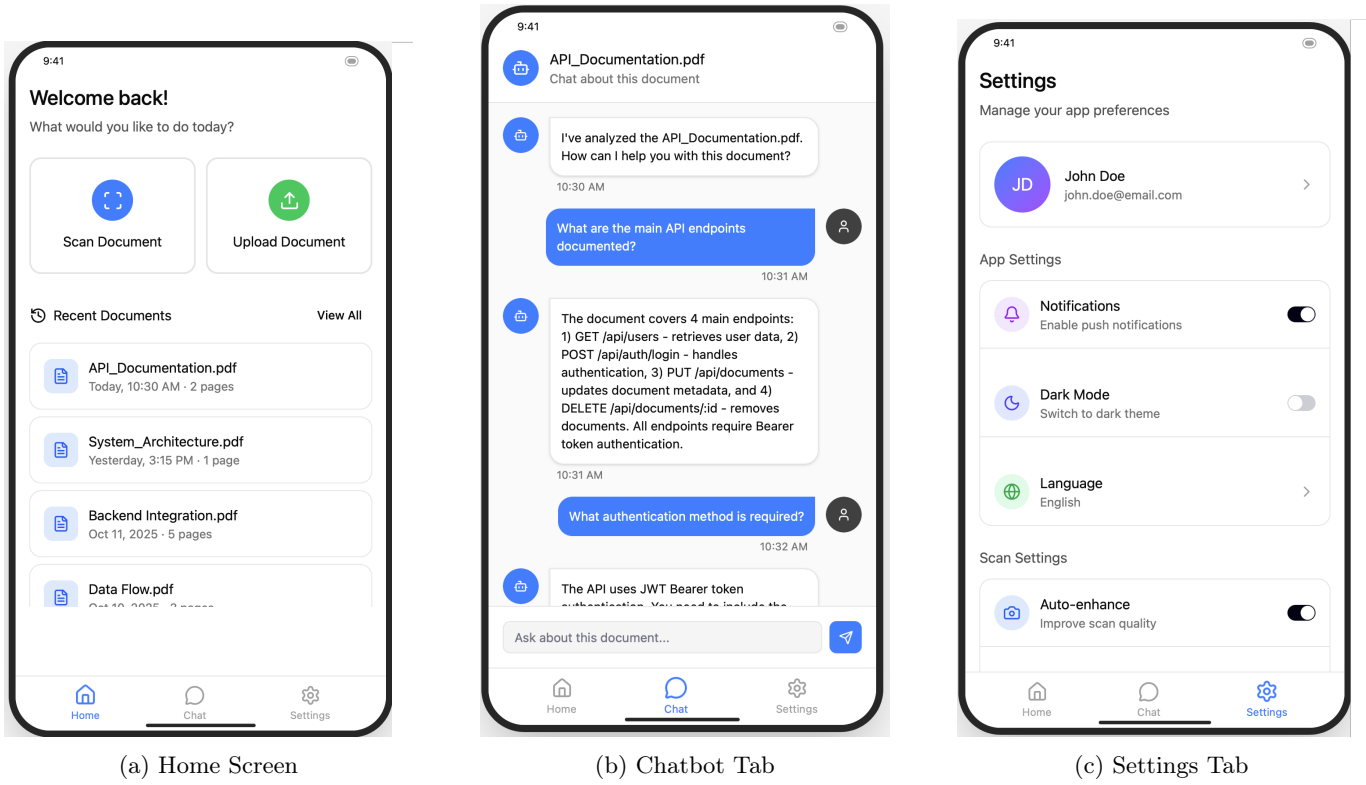 9:41
Welcome back!
What would you like to do today?
Scan Document
Upload Document
Recent Documents
View All
API_Documentation.pdf
Today, 10:30 AM · 2 pages
System_Architecture.pdf
Yesterday, 3:15 PM · 1 page
Backend Integration.pdf
Oct 11, 2025 · 5 pages
Data Flow.pdf
Home
Chat
Settings
(a) Home Screen
9:41
API_Documentation.pdf
Chat about this document
I've analyzed the API_Documentation.pdf.
How can I help you with this document?
10:30 AM
What are the main API endpoints
documented?
10:31 AM
The document covers 4 main endpoints:
1) GET /api/users - retrieves user data, 2)
POST /api/auth/login - handles
authentication, 3) PUT /api/documents -
updates document metadata, and 4)
DELETE /api/documents/:id - removes
documents. All endpoints require Bearer
token authentication.
10:31 AM
What authentication method is required?
10:32 AM
The API uses JWT Bearer token
authentication. You need to include the
Ask about this document...
Home
Chat
Settings
(b) Chatbot Tab
9:41
Settings
Manage your app preferences
JD
John Doe
john.doe@email.com
App Settings
Notifications
Enable push notifications
Dark Mode
Switch to dark theme
Language
English
Scan Settings
Auto-enhance
Improve scan quality
Home
Chat
Settings
(c) Settings Tab